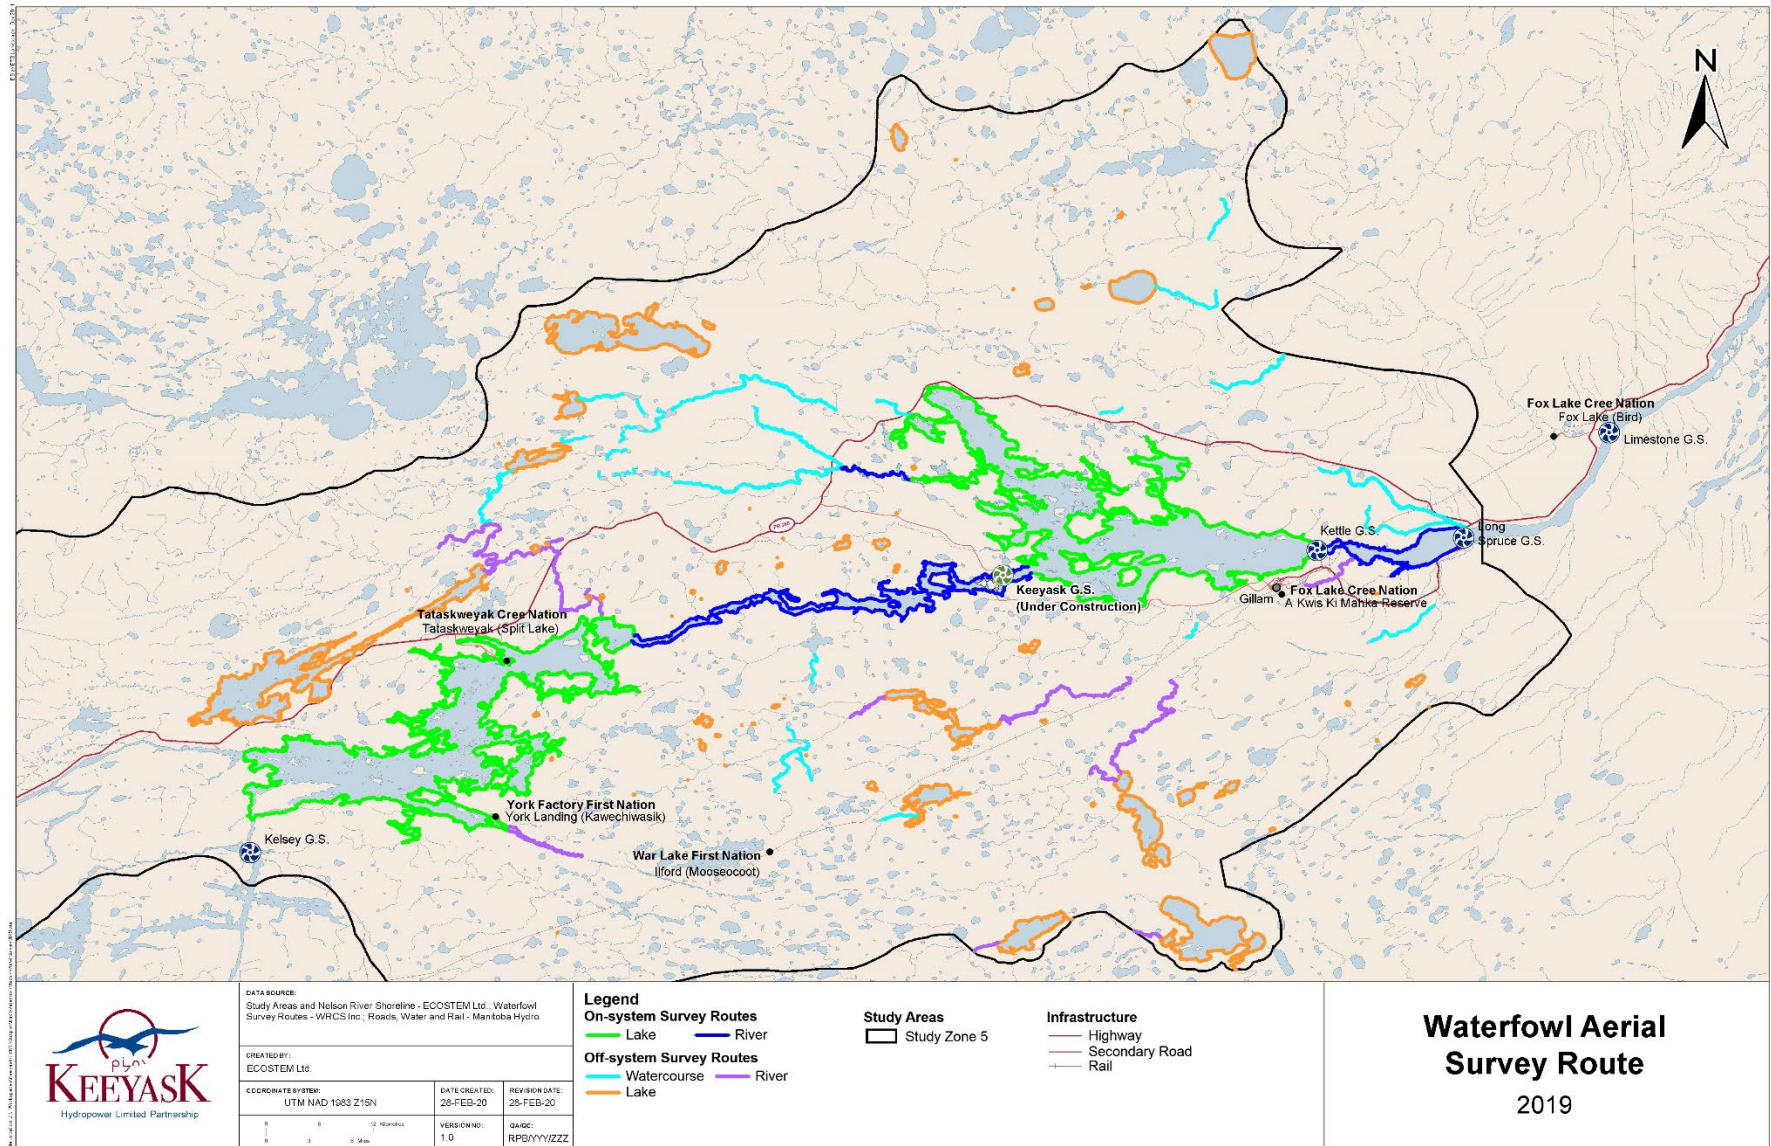 N
Fox Lake Cree Nation
Fox Lake (Bird)
Limestone G.S.
Kettle G.S.
Long
Spruce G.S.
Keeyask G.S.
(Under Construction)
Gillam
Fox Lake Cree Nation
A Kwis Ki Mahka Reserve
Tataskweyak Cree Nation
Tataskweyak (Split Lake)
York Factory First Nation
York Landing (Kawechiwasik)
Kelsey G.S.
War Lake First Nation
Ilford (Mooseocoot)
KEEYASK
Hydropower Limited Partnership
DATA SOURCE:
Study Areas and Nelson River Shoreline - ECOSTEM Ltd.; Waterfowl
Survey Routes - WRCS Inc.; Roads, Water and Rail - Manitoba Hydro.
CREATED BY:
ECOSTEM Ltd.
COORDINATE SYSTEM:
UTM NAD 1983 Z15N
DATE CREATED:
28-FEB-20
REVISION DATE:
28-FEB-20
VERSION NO:
1.0
QA/QC:
RPB/YYY/ZZZ
Legend
On-system Survey Routes
Lake
River
Off-system Survey Routes
Watercourse
River
Lake
Study Areas
Study Zone 5
Infrastructure
Highway
Secondary Road
Rail
Waterfowl Aerial
Survey Route
2019